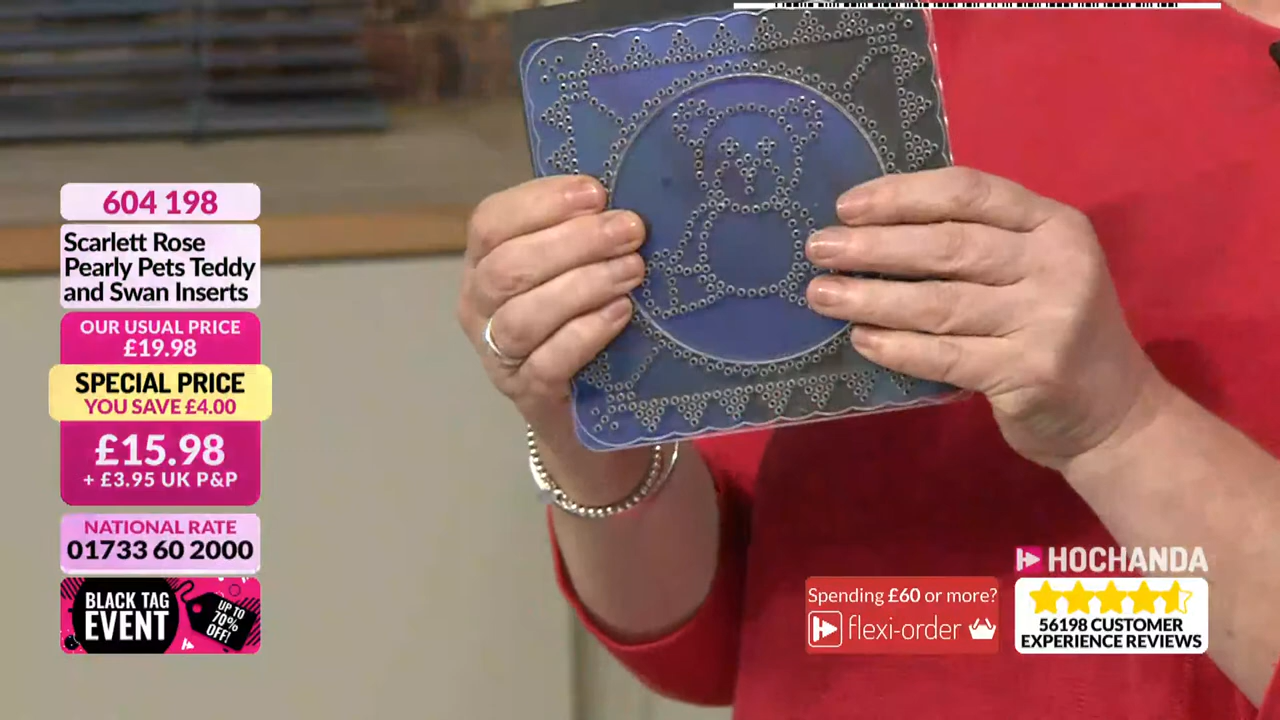 604 198
Scarlett Rose
Pearly Pets Teddy
and Swan Inserts
OUR USUAL PRICE
£19.98
SPECIAL PRICE
YOU SAVE £4.00
£15.98
+ £3.95 UK P&P
NATIONAL RATE
01733 60 2000
BLACK TAG
EVENT
UP TO
70%
OFF!
HOCHANDA
Spending £60 or more?
flexi-order
56198 CUSTOMER
EXPERIENCE REVIEWS